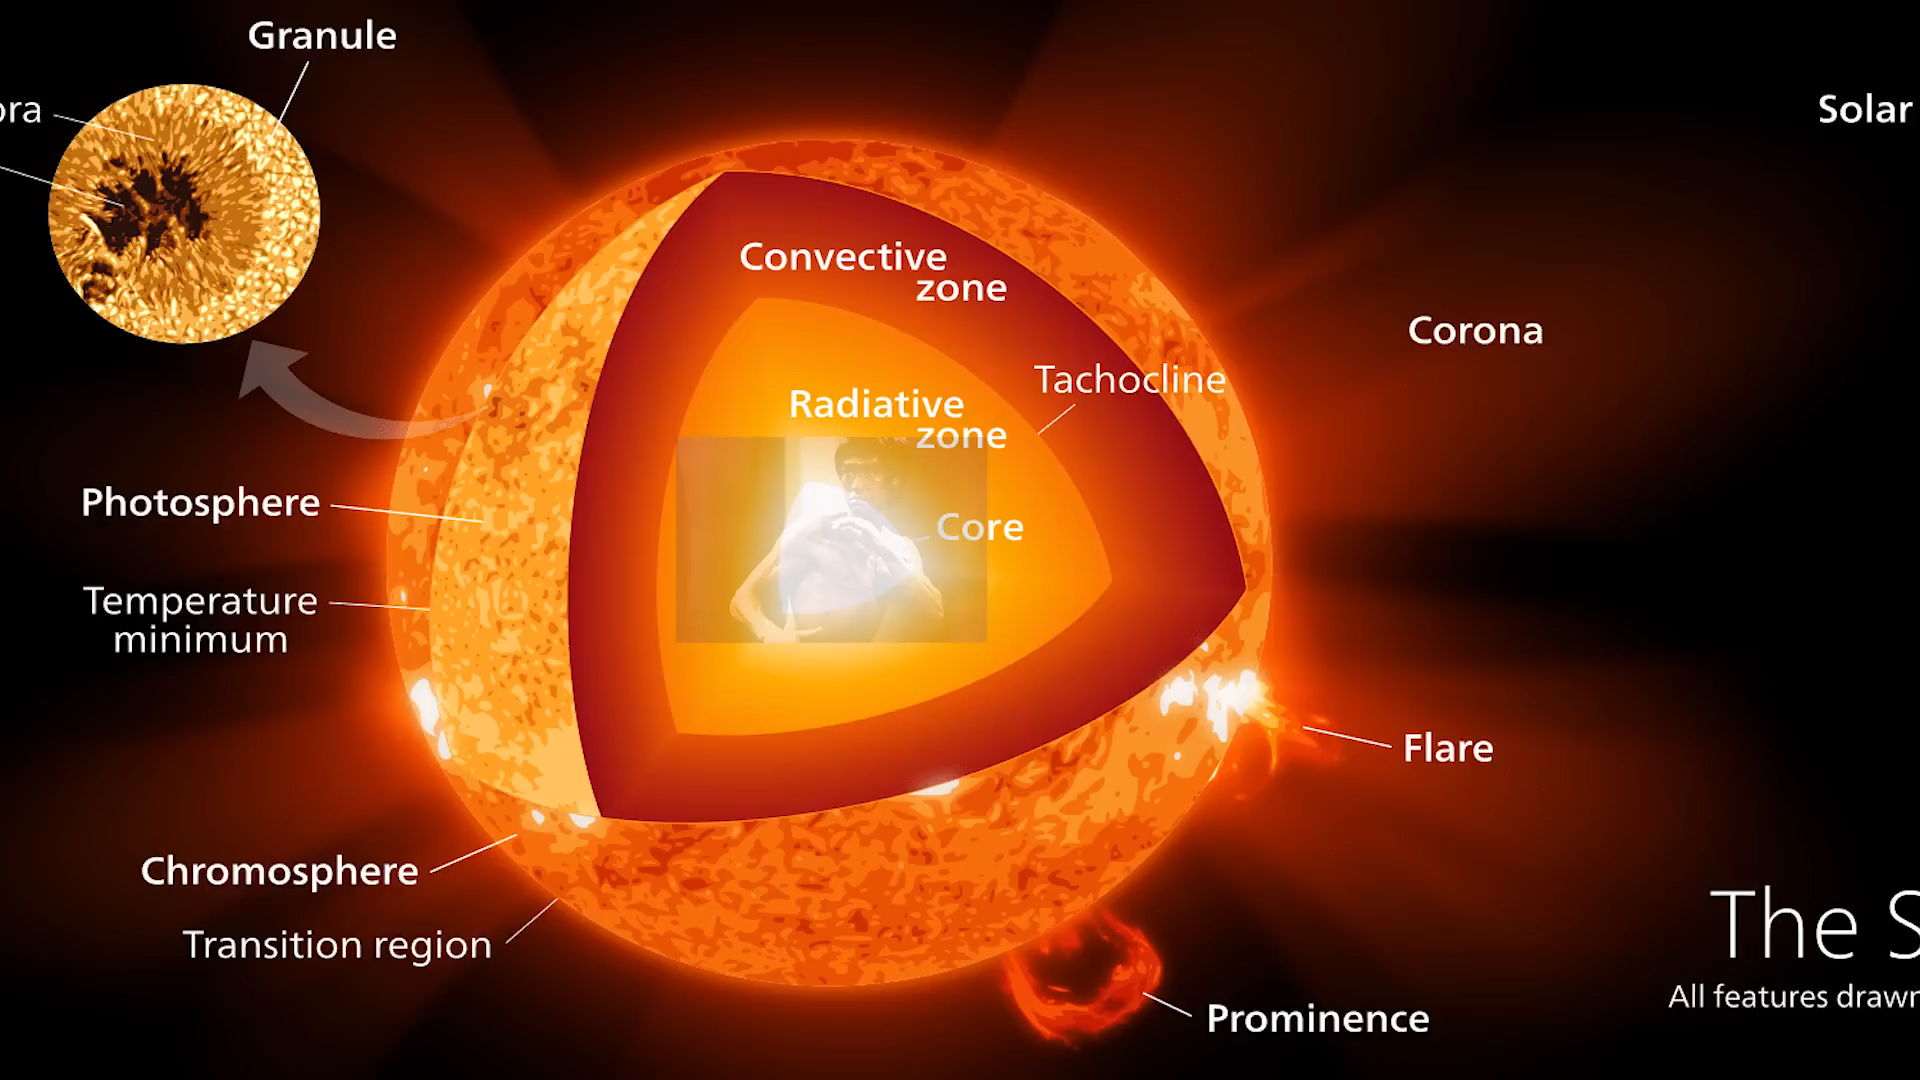 Granule
ora
Solar
Convective
zone
Corona
Tachocline
Radiative
zone
Photosphere
Core
Temperature
minimum
Flare
Chromosphere
The S
Transition region
All features drawn
Prominence